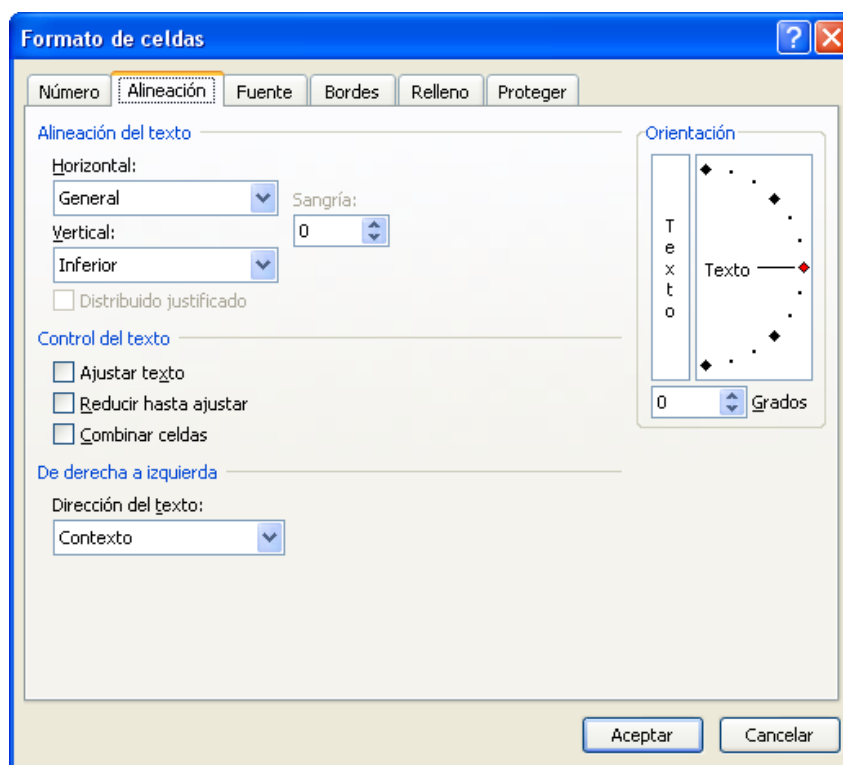 Formato de celdas
Número Alineación Fuente Bordes Relleno Proteger
Alineación del texto
Horizontal:
General
Sangría:
0
Vertical:
Inferior
Distribuido justificado
Control del texto
Ajustar texto
Reducir hasta ajustar
Combinar celdas
De derecha a izquierda
Dirección del texto:
Contexto
Orientación
Texto
Texto
0 Grados
Aceptar Cancelar